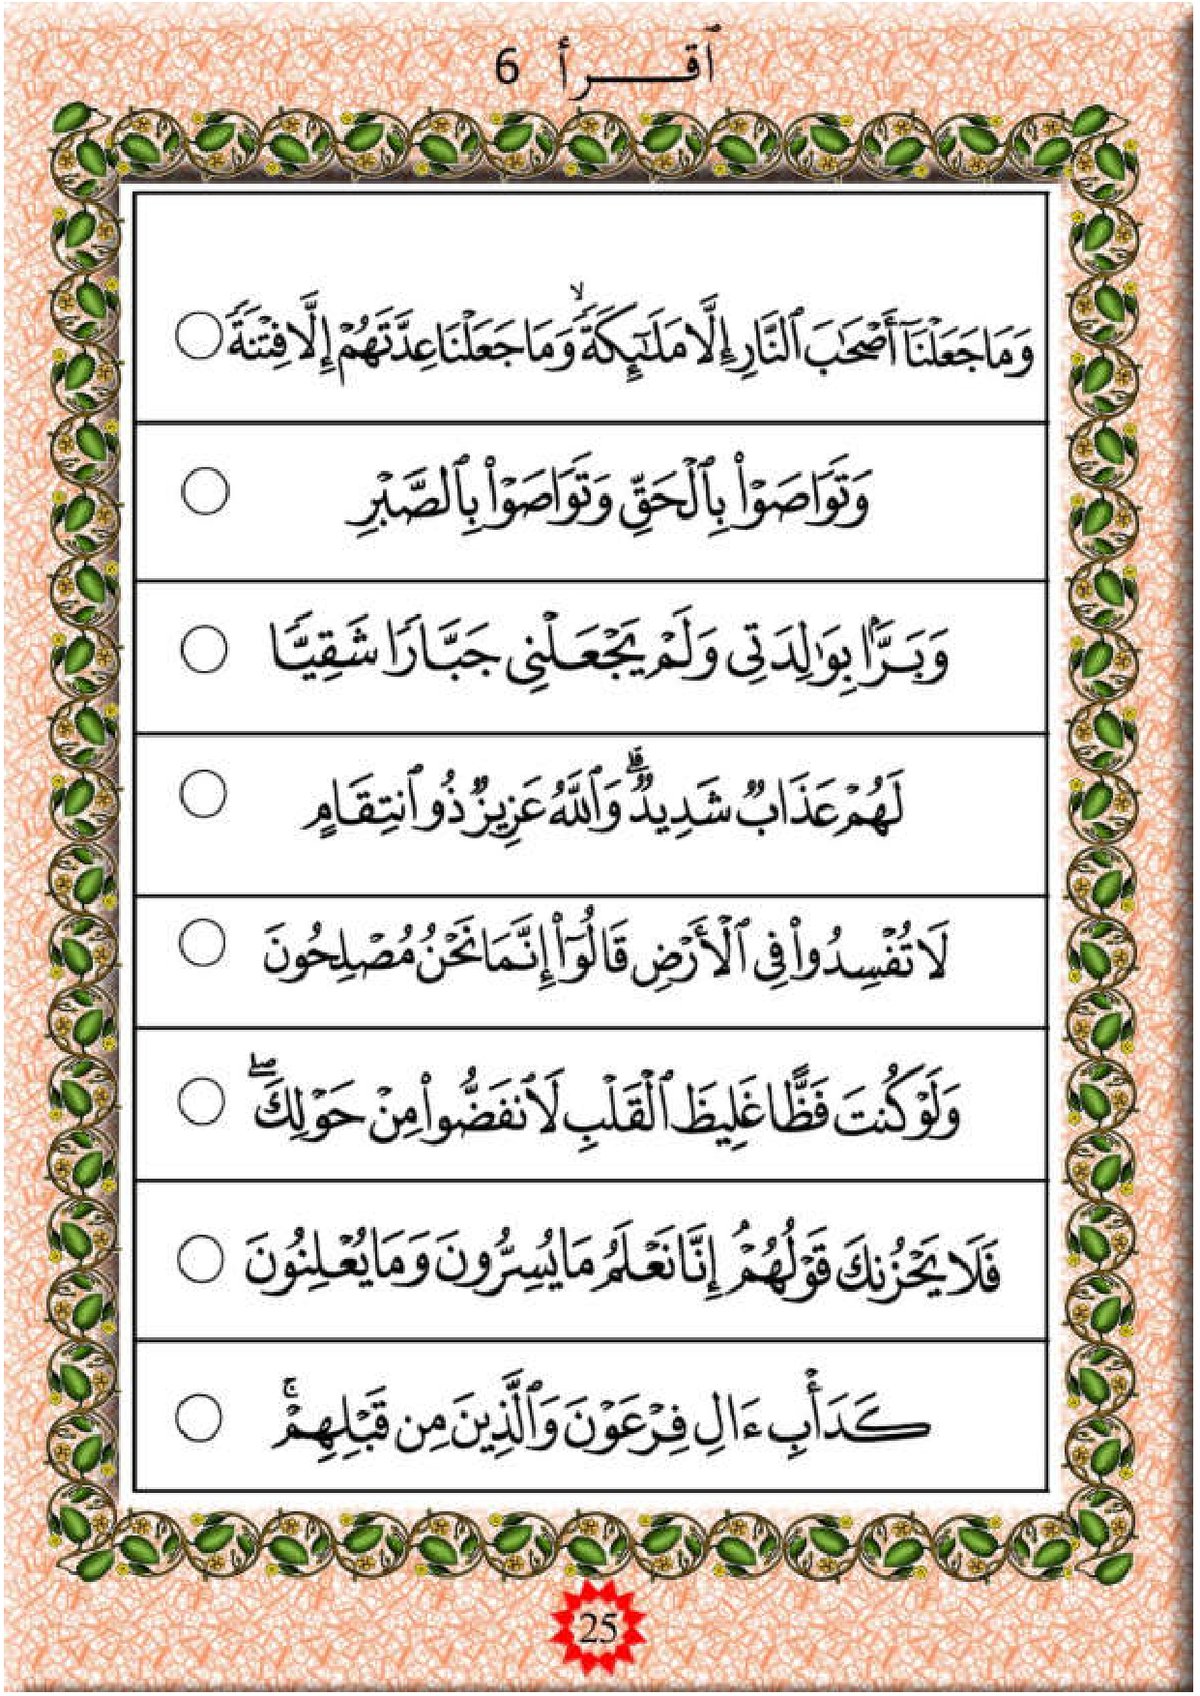 ٱقـــرأ 6
وَمَا جَعَلْنَآ أَصْحَٰبَ ٱلنَّارِ إِلَّا مَلَٰٓئِكَةً ۙ وَمَا جَعَلْنَا عِدَّتَهُمْ إِلَّا فِتْنَةً
وَتَوَاصَوْا۟ بِٱلْحَقِّ وَتَوَاصَوْا۟ بِٱلصَّبْرِ
وَبَرًّۢا بِوَٰلِدَتِى وَلَمْ يَجْعَلْنِى جَبَّارًا شَقِيًّا
لَهُمْ عَذَابٌ شَدِيدٌ ۗ وَٱللَّهُ عَزِيزٌ ذُو ٱنتِقَامٍ
لَا تُفْسِدُوا۟ فِى ٱلْأَرْضِ قَالُوٓا۟ إِنَّمَا نَحْنُ مُصْلِحُونَ
وَلَوْ كُنتَ فَظًّا غَلِيظَ ٱلْقَلْبِ لَٱنفَضُّوا۟ مِنْ حَوْلِكَ ۖ
فَلَا يَحْزُنكَ قَوْلُهُمْ ۘ إِنَّا نَعْلَمُ مَا يُسِرُّونَ وَمَا يُعْلِنُونَ
كَدَأْبِ ءَالِ فِرْعَوْنَ وَٱلَّذِينَ مِن قَبْلِهِمْ ۚ
25